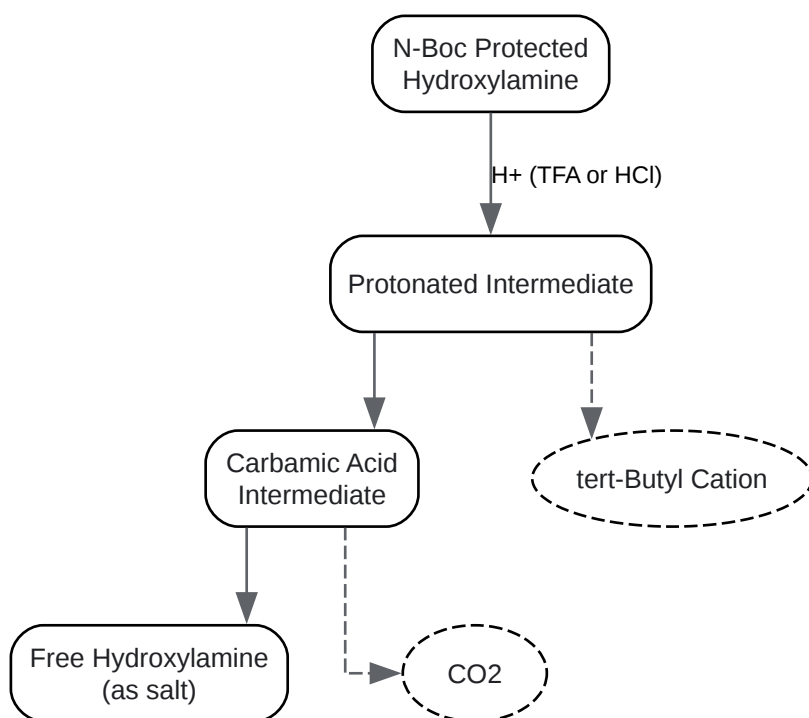 N-Boc Protected
Hydroxylamine
H+ (TFA or HCl)
Protonated Intermediate
Carbamic Acid
Intermediate
tert-Butyl Cation
Free Hydroxylamine
(as salt)
CO2